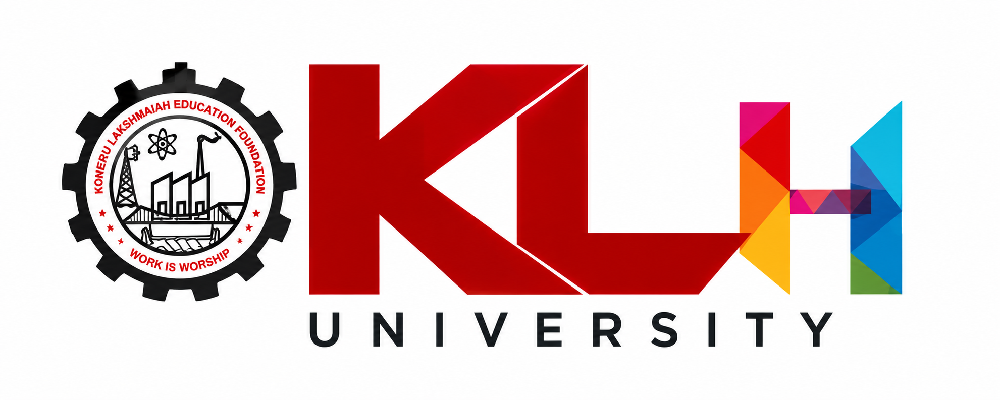 KONERU LAKSHMAIAH EDUCATION FOUNDATION
WORK IS WORSHIP
KLH
UNIVERSITY